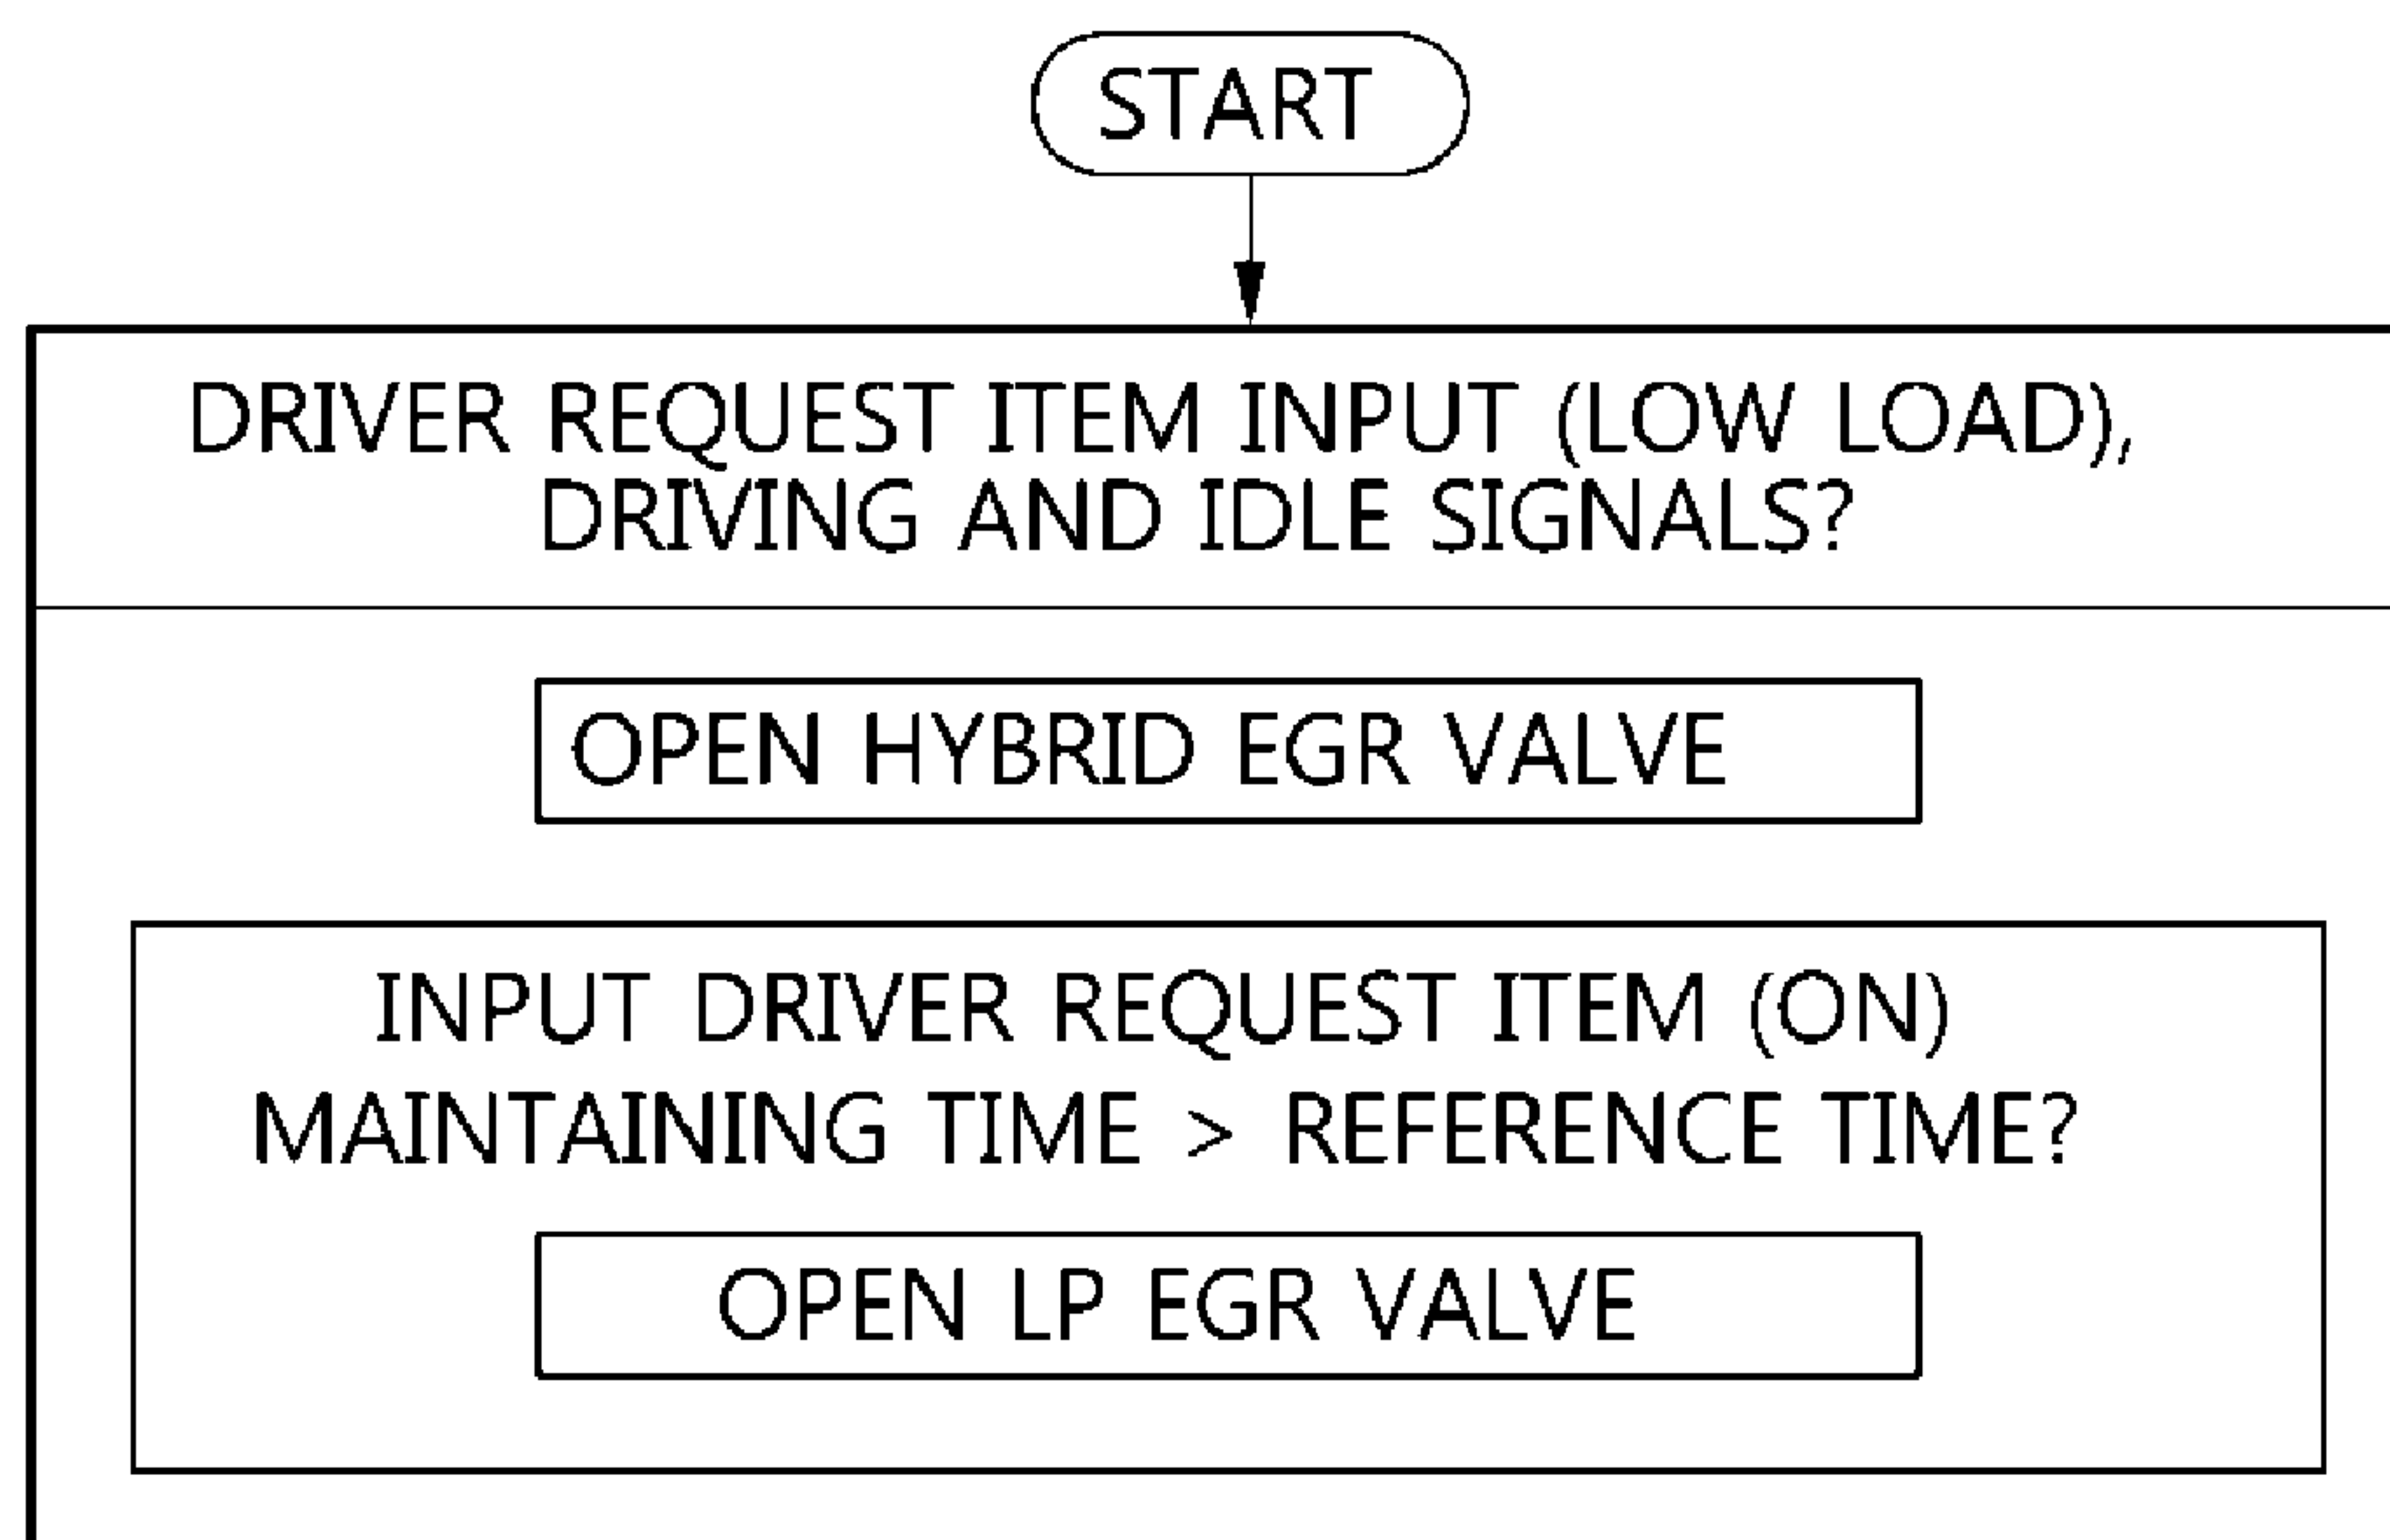 START
DRIVER REQUEST ITEM INPUT (LOW LOAD),
DRIVING AND IDLE SIGNALS?
OPEN HYBRID EGR VALVE
INPUT DRIVER REQUEST ITEM (ON)
MAINTAINING TIME > REFERENCE TIME?
OPEN LP EGR VALVE